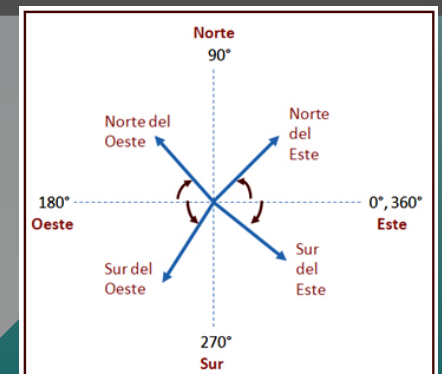 Norte
90°
Norte del
Oeste
Norte
del
Este
180°
Oeste
0°, 360°
Este
Sur del
Oeste
Sur
del
Este
270°
Sur